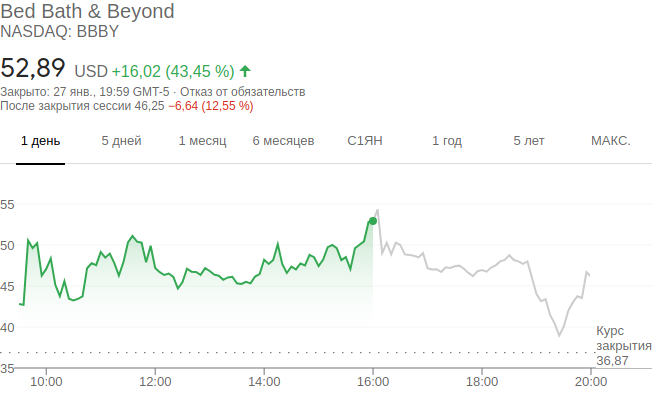 Bed Bath & Beyond
NASDAQ: BBBY
52,89 USD +16,02 (43,45 %)
Закрыто: 27 янв., 19:59 GMT-5 · Отказ от обязательств
После закрытия сессии 46,25 −6,64 (12,55 %)
1 день 5 дней 1 месяц 6 месяцев С1ЯН 1 год 5 лет МАКС.
55
50
45
40
Курс
закрытия
36,87
35
10:00 12:00 14:00 16:00 18:00 20:00